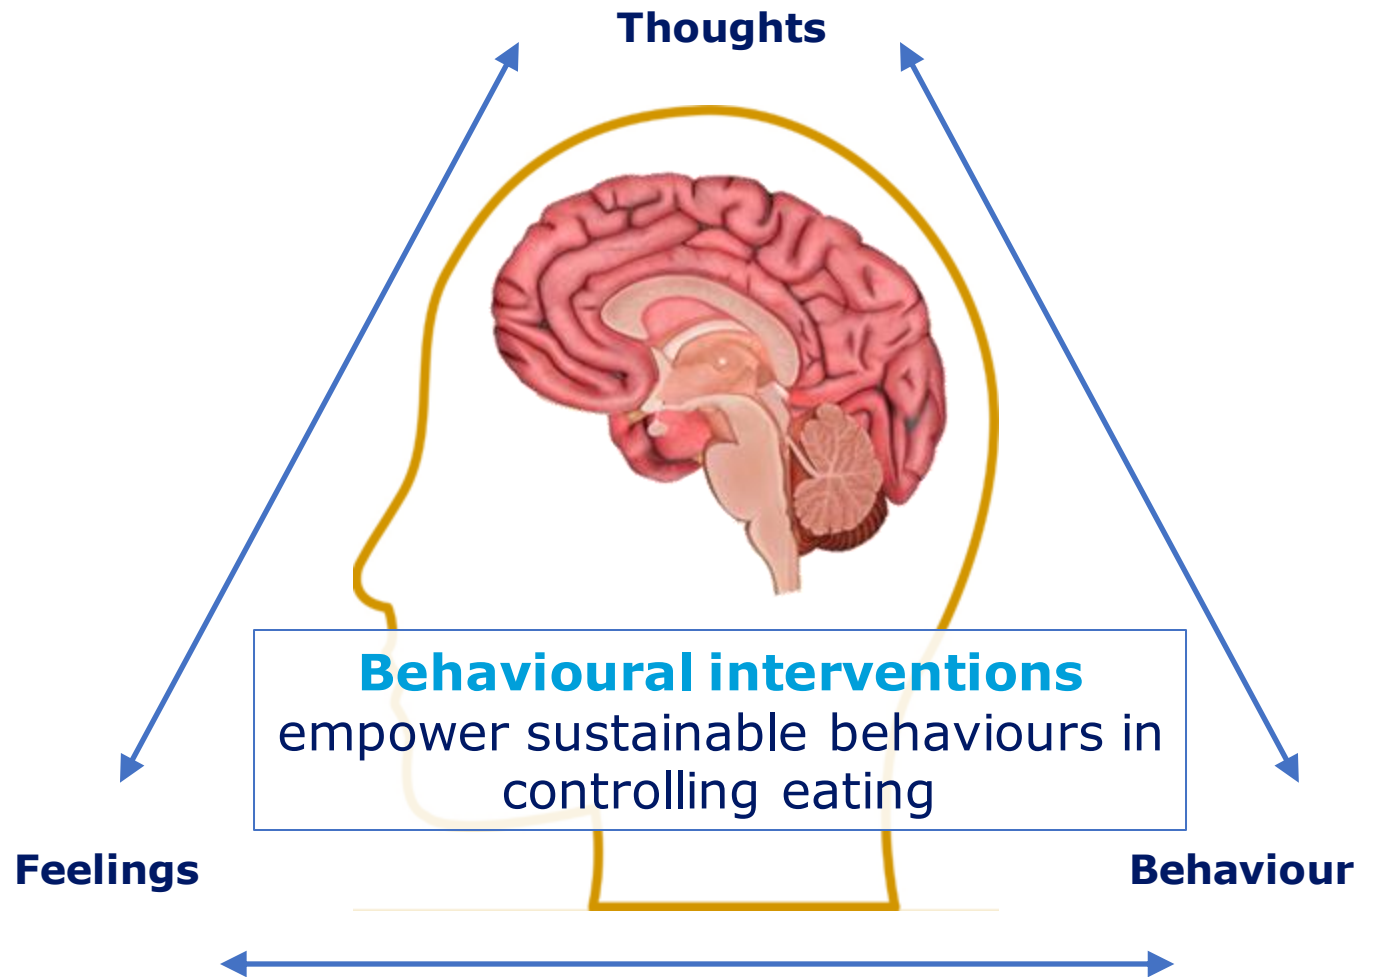 Thoughts
Behavioural interventions
empower sustainable behaviours in
controlling eating
Feelings
Behaviour